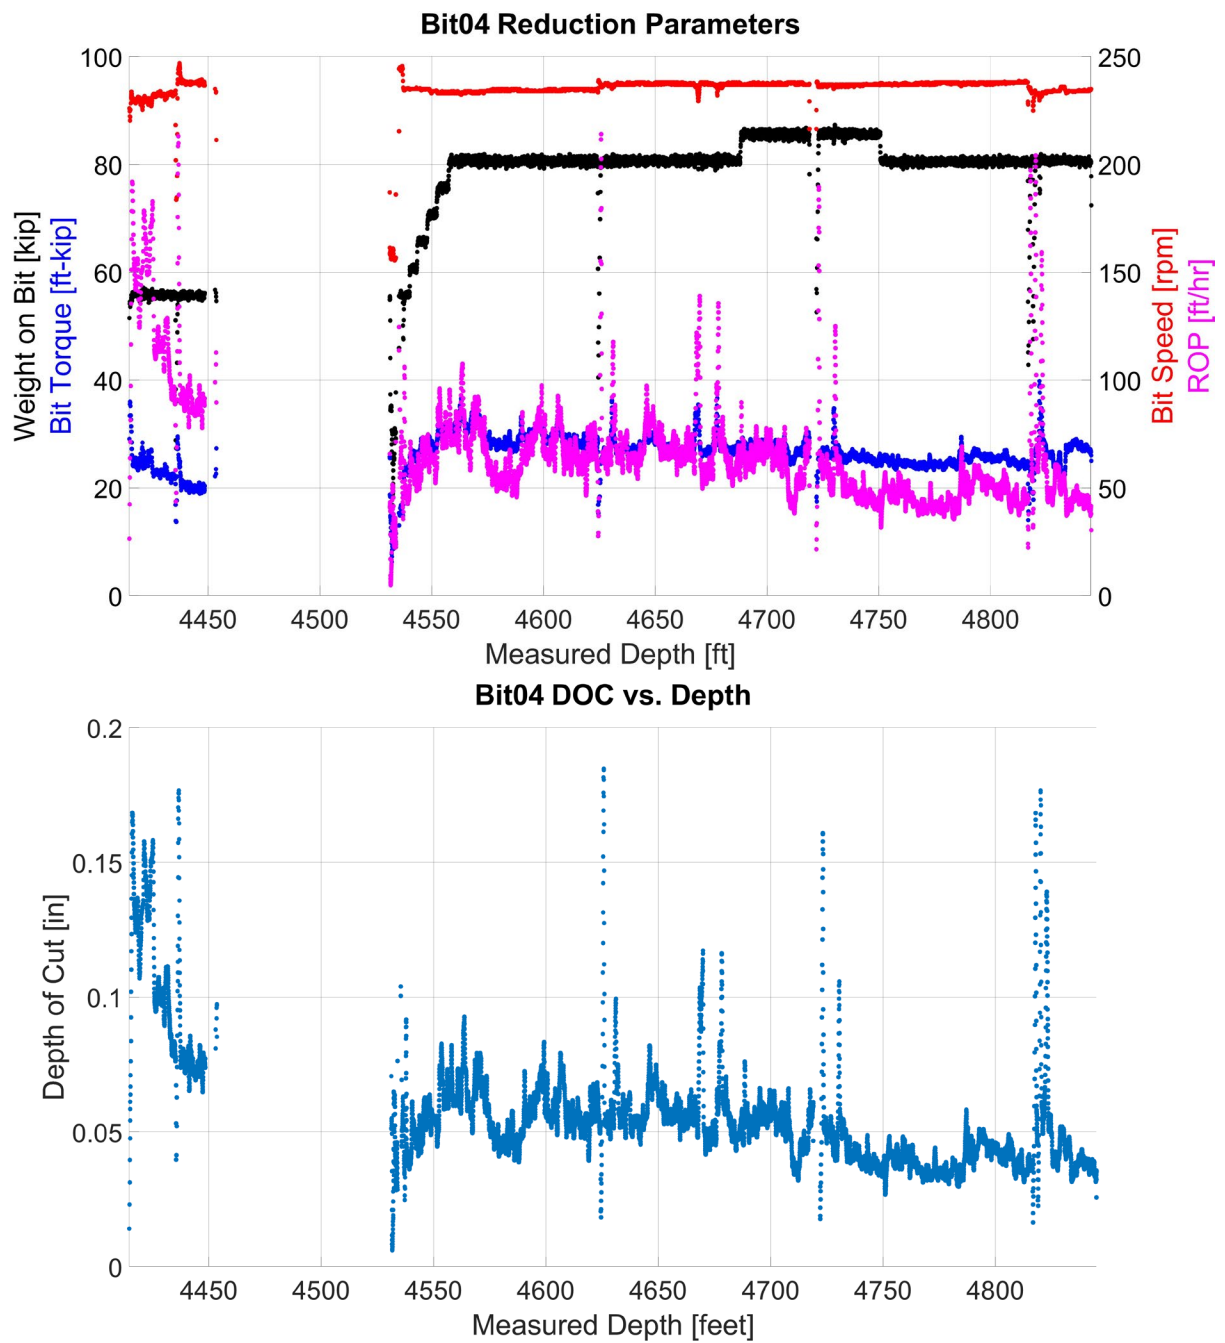 Bit04 Reduction Parameters
100
80
60
40
20
0
Weight on Bit [kip]
Bit Torque [ft-kip]
250
200
150
100
50
0
Bit Speed [rpm]
ROP [ft/hr]
4450 4500 4550 4600 4650 4700 4750 4800
Measured Depth [ft]
Bit04 DOC vs. Depth
0.2
0.15
0.1
0.05
0
Depth of Cut [in]
4450 4500 4550 4600 4650 4700 4750 4800
Measured Depth [feet]